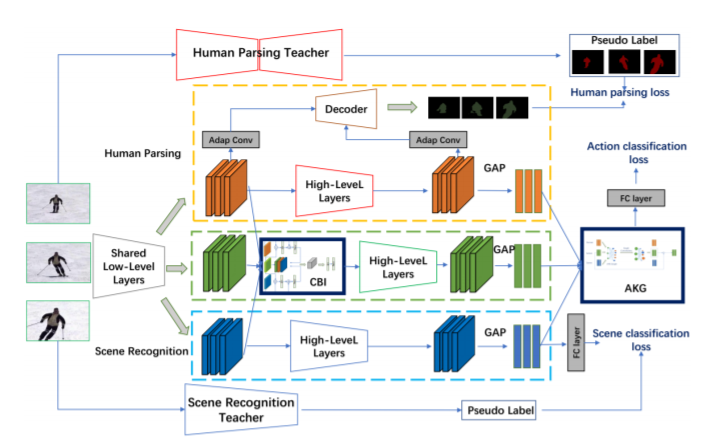 Human Parsing Teacher
Pseudo Label
Human parsing loss
Decoder
Adap Conv
Adap Conv
Human Parsing
High-LeveL
Layers
GAP
Action classification
loss
FC layer
Shared
Low-Level
Layers
CBI
High-LeveL
Layers
GAP
AKG
Scene Recognition
High-LeveL
Layers
GAP
FC layer
Scene classification
loss
Scene Recognition
Teacher
Pseudo Label